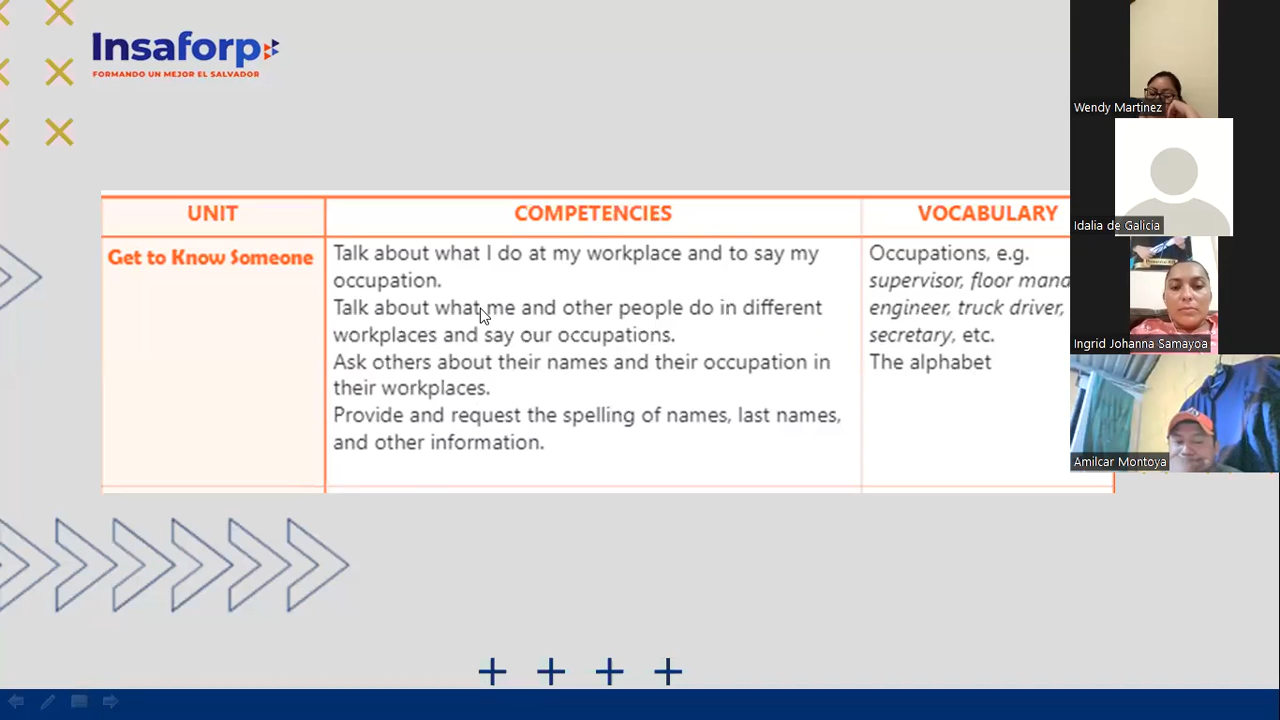 Insaforp
FORMANDO UN MEJOR EL SALVADOR
UNIT
COMPETENCIES
VOCABULARY
Get to Know Someone
Talk about what I do at my workplace and to say my
occupation.
Talk about what me and other people do in different
workplaces and say our occupations.
Ask others about their names and their occupation in
their workplaces.
Provide and request the spelling of names, last names,
and other information.
Occupations, e.g.
supervisor, floor mana
engineer, truck driver,
secretary, etc.
The alphabet
Wendy Martinez
Idalia de Galicia
Ingrid Johanna Samayoa
Amilcar Montoya